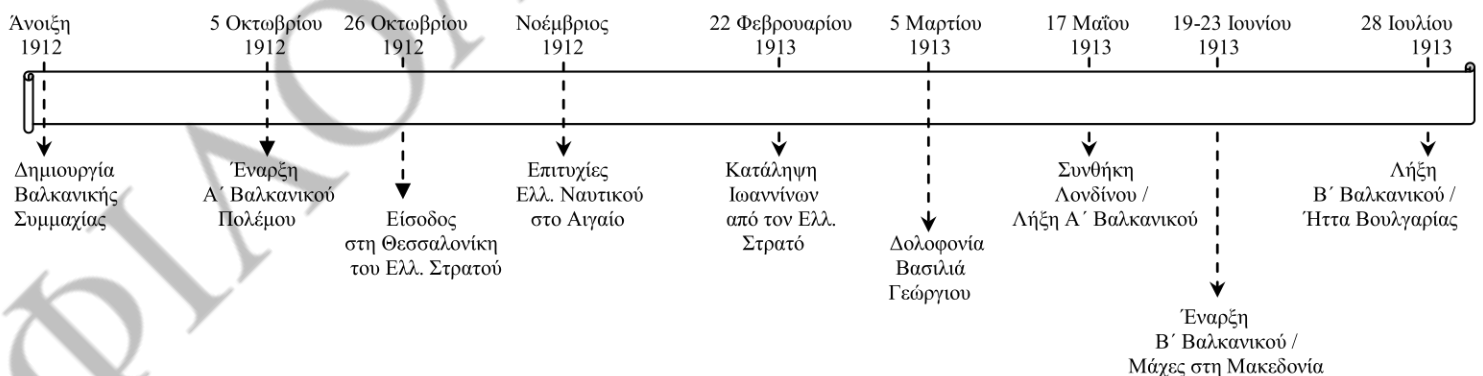 Άνοιξη
1912
5 Οκτωβρίου
1912
26 Οκτωβρίου
1912
Νοέμβριος
1912
22 Φεβρουαρίου
1913
5 Μαρτίου
1913
17 Μαΐου
1913
19-23 Ιουνίου
1913
28 Ιουλίου
1913
Δημιουργία
Βαλκανικής
Συμμαχίας
Έναρξη
Α΄ Βαλκανικού
Πολέμου
Είσοδος
στη Θεσσαλονίκη
του Ελλ. Στρατού
Επιτυχίες
Ελλ. Ναυτικού
στο Αιγαίο
Κατάληψη
Ιωαννίνων
από τον Ελλ.
Στρατό
Δολοφονία
Βασιλιά
Γεώργιου
Συνθήκη
Λονδίνου /
Λήξη Α΄ Βαλκανικού
Έναρξη
Β΄ Βαλκανικού /
Μάχες στη Μακεδονία
Λήξη
Β΄ Βαλκανικού /
Ήττα Βουλγαρίας